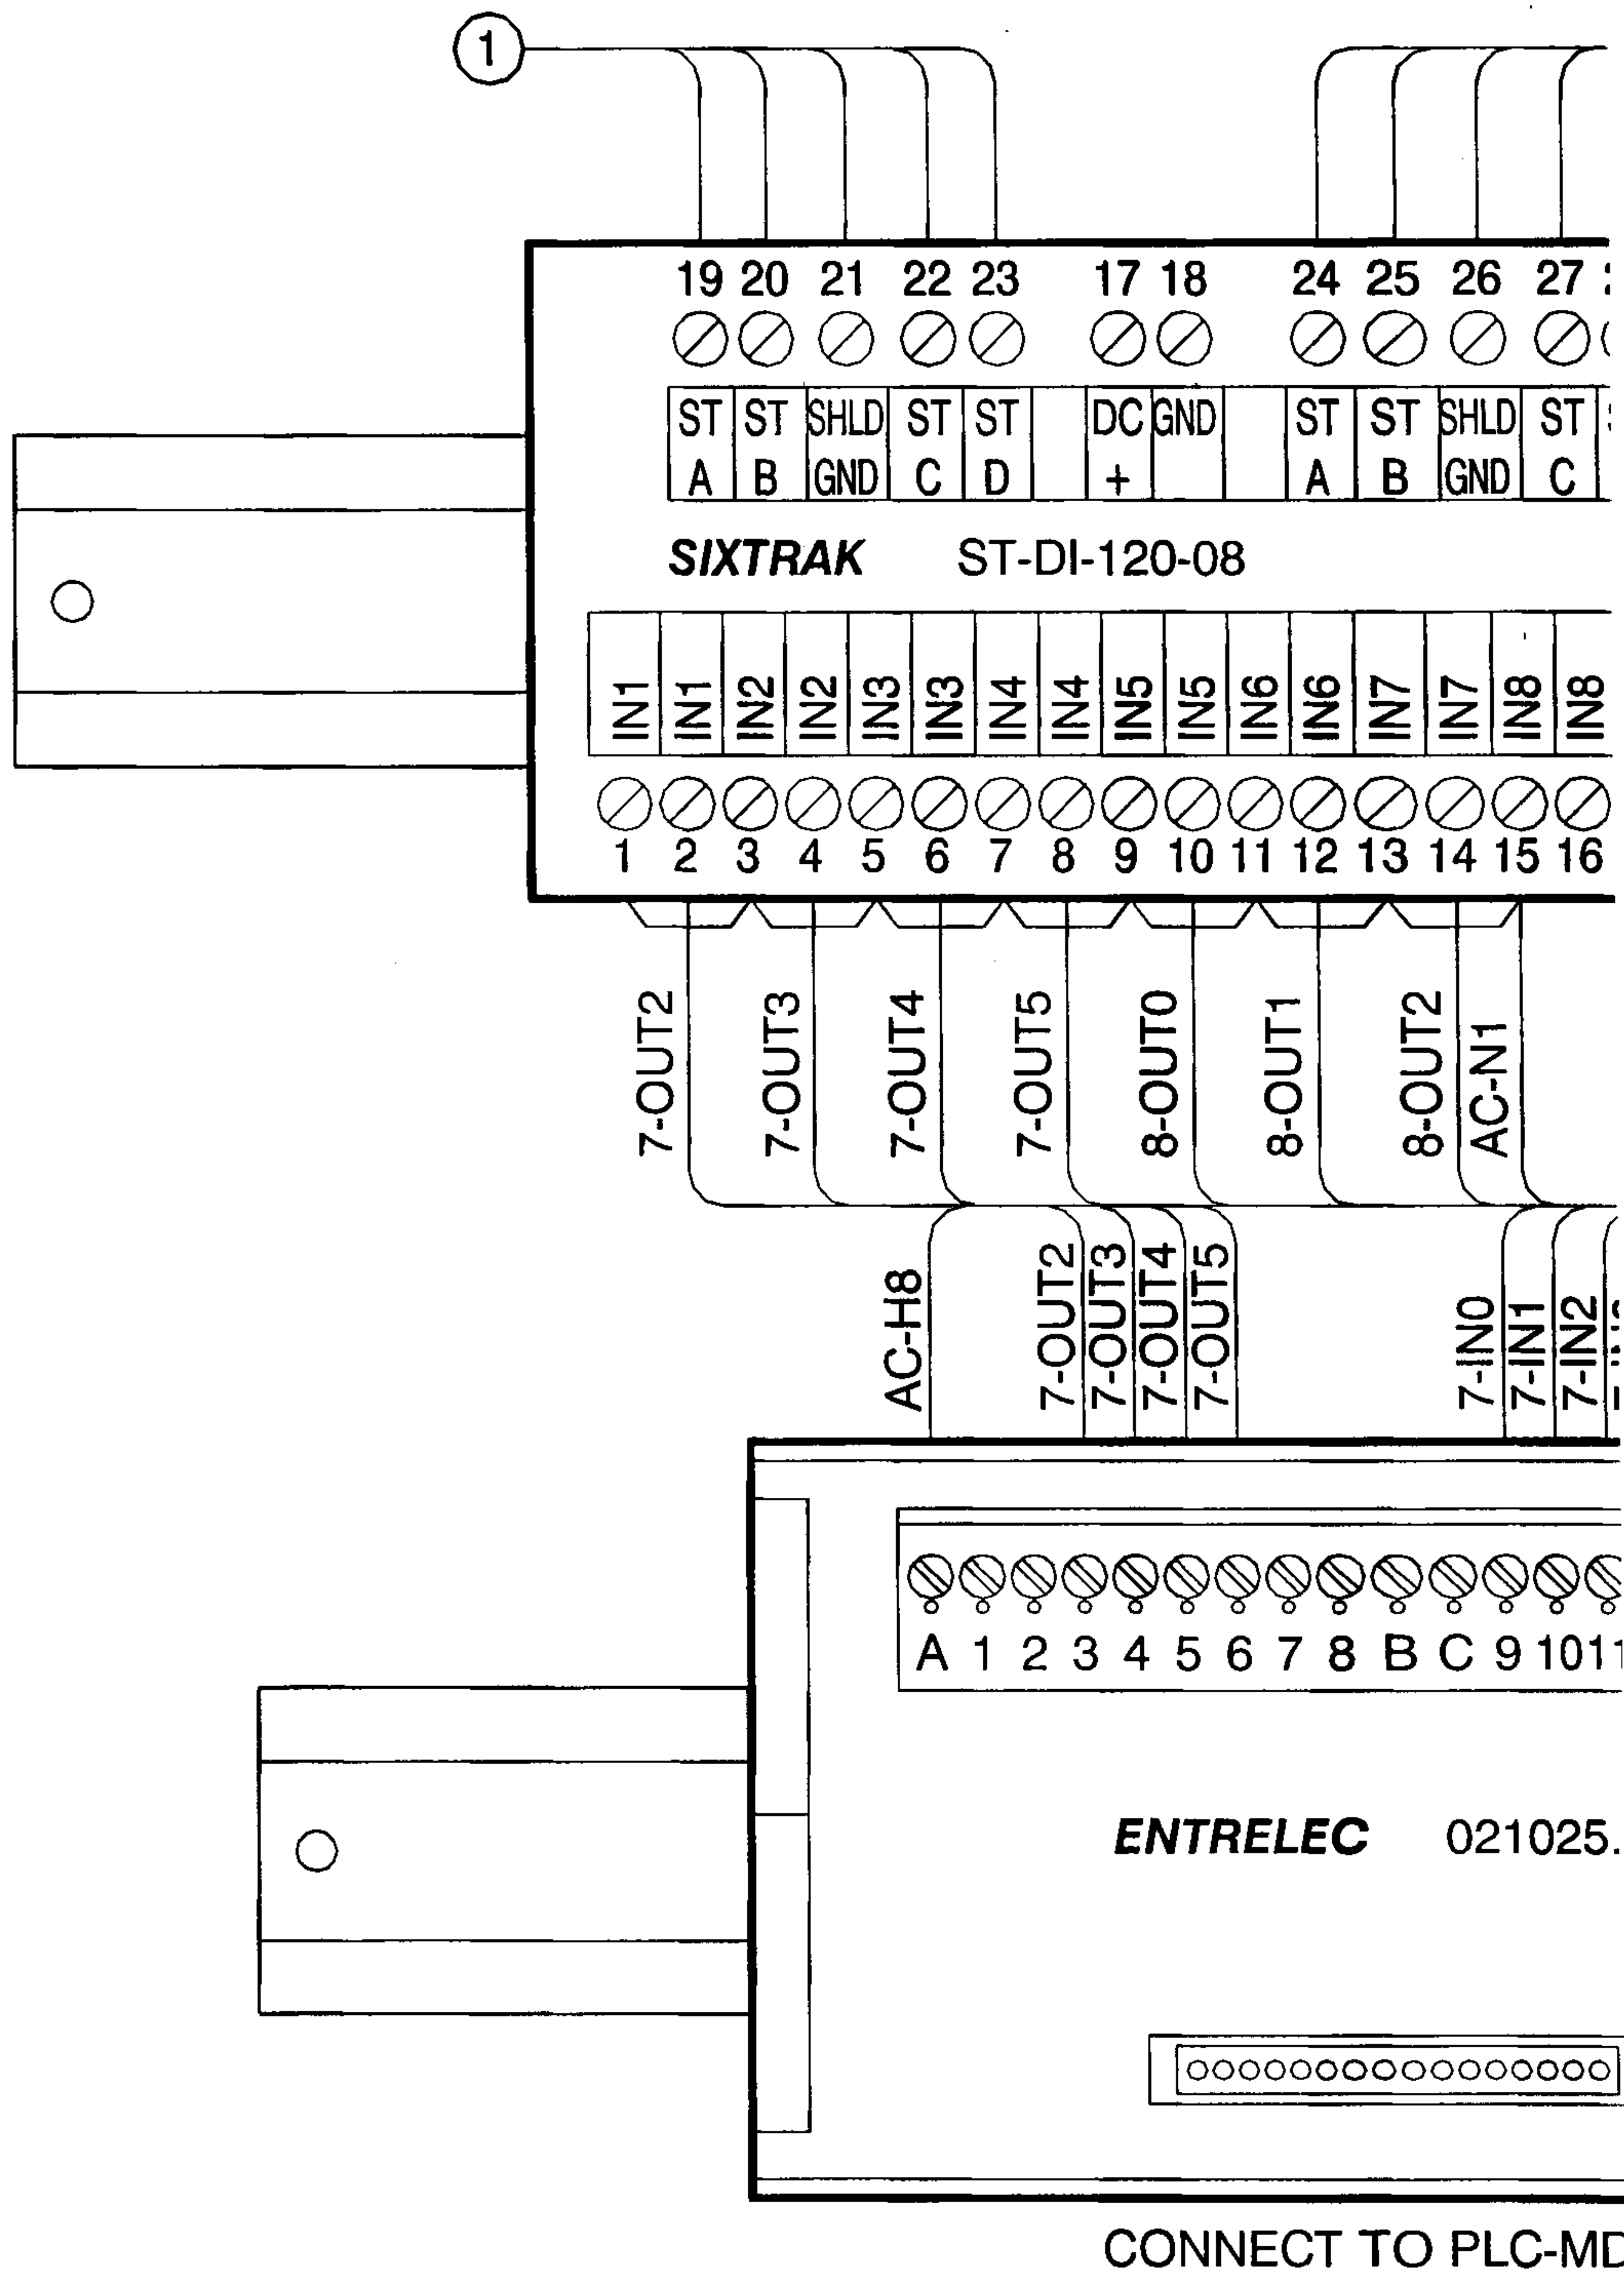 1
19 20 21 22 23 17 18 24 25 26 27
ST ST SHLD ST ST DC GND ST ST SHLD ST
A B GND C D + A B GND C
SIXTRAK ST-DI-120-08
IN1 IN1 IN2 IN2 IN3 IN3 IN4 IN4 IN5 IN5 IN6 IN6 IN7 IN7 IN8 IN8
1 2 3 4 5 6 7 8 9 10 11 12 13 14 15 16
7-OUT2 7-OUT3 7-OUT4 7-OUT5 8-OUT0 8-OUT1 8-OUT2 AC-N1
AC-H8 7-OUT2 7-OUT3 7-OUT4 7-OUT5 7-IN0 7-IN1 7-IN2
A 1 2 3 4 5 6 7 8 B C 9 10 11
ENTRELEC 021025.
CONNECT TO PLC-MD